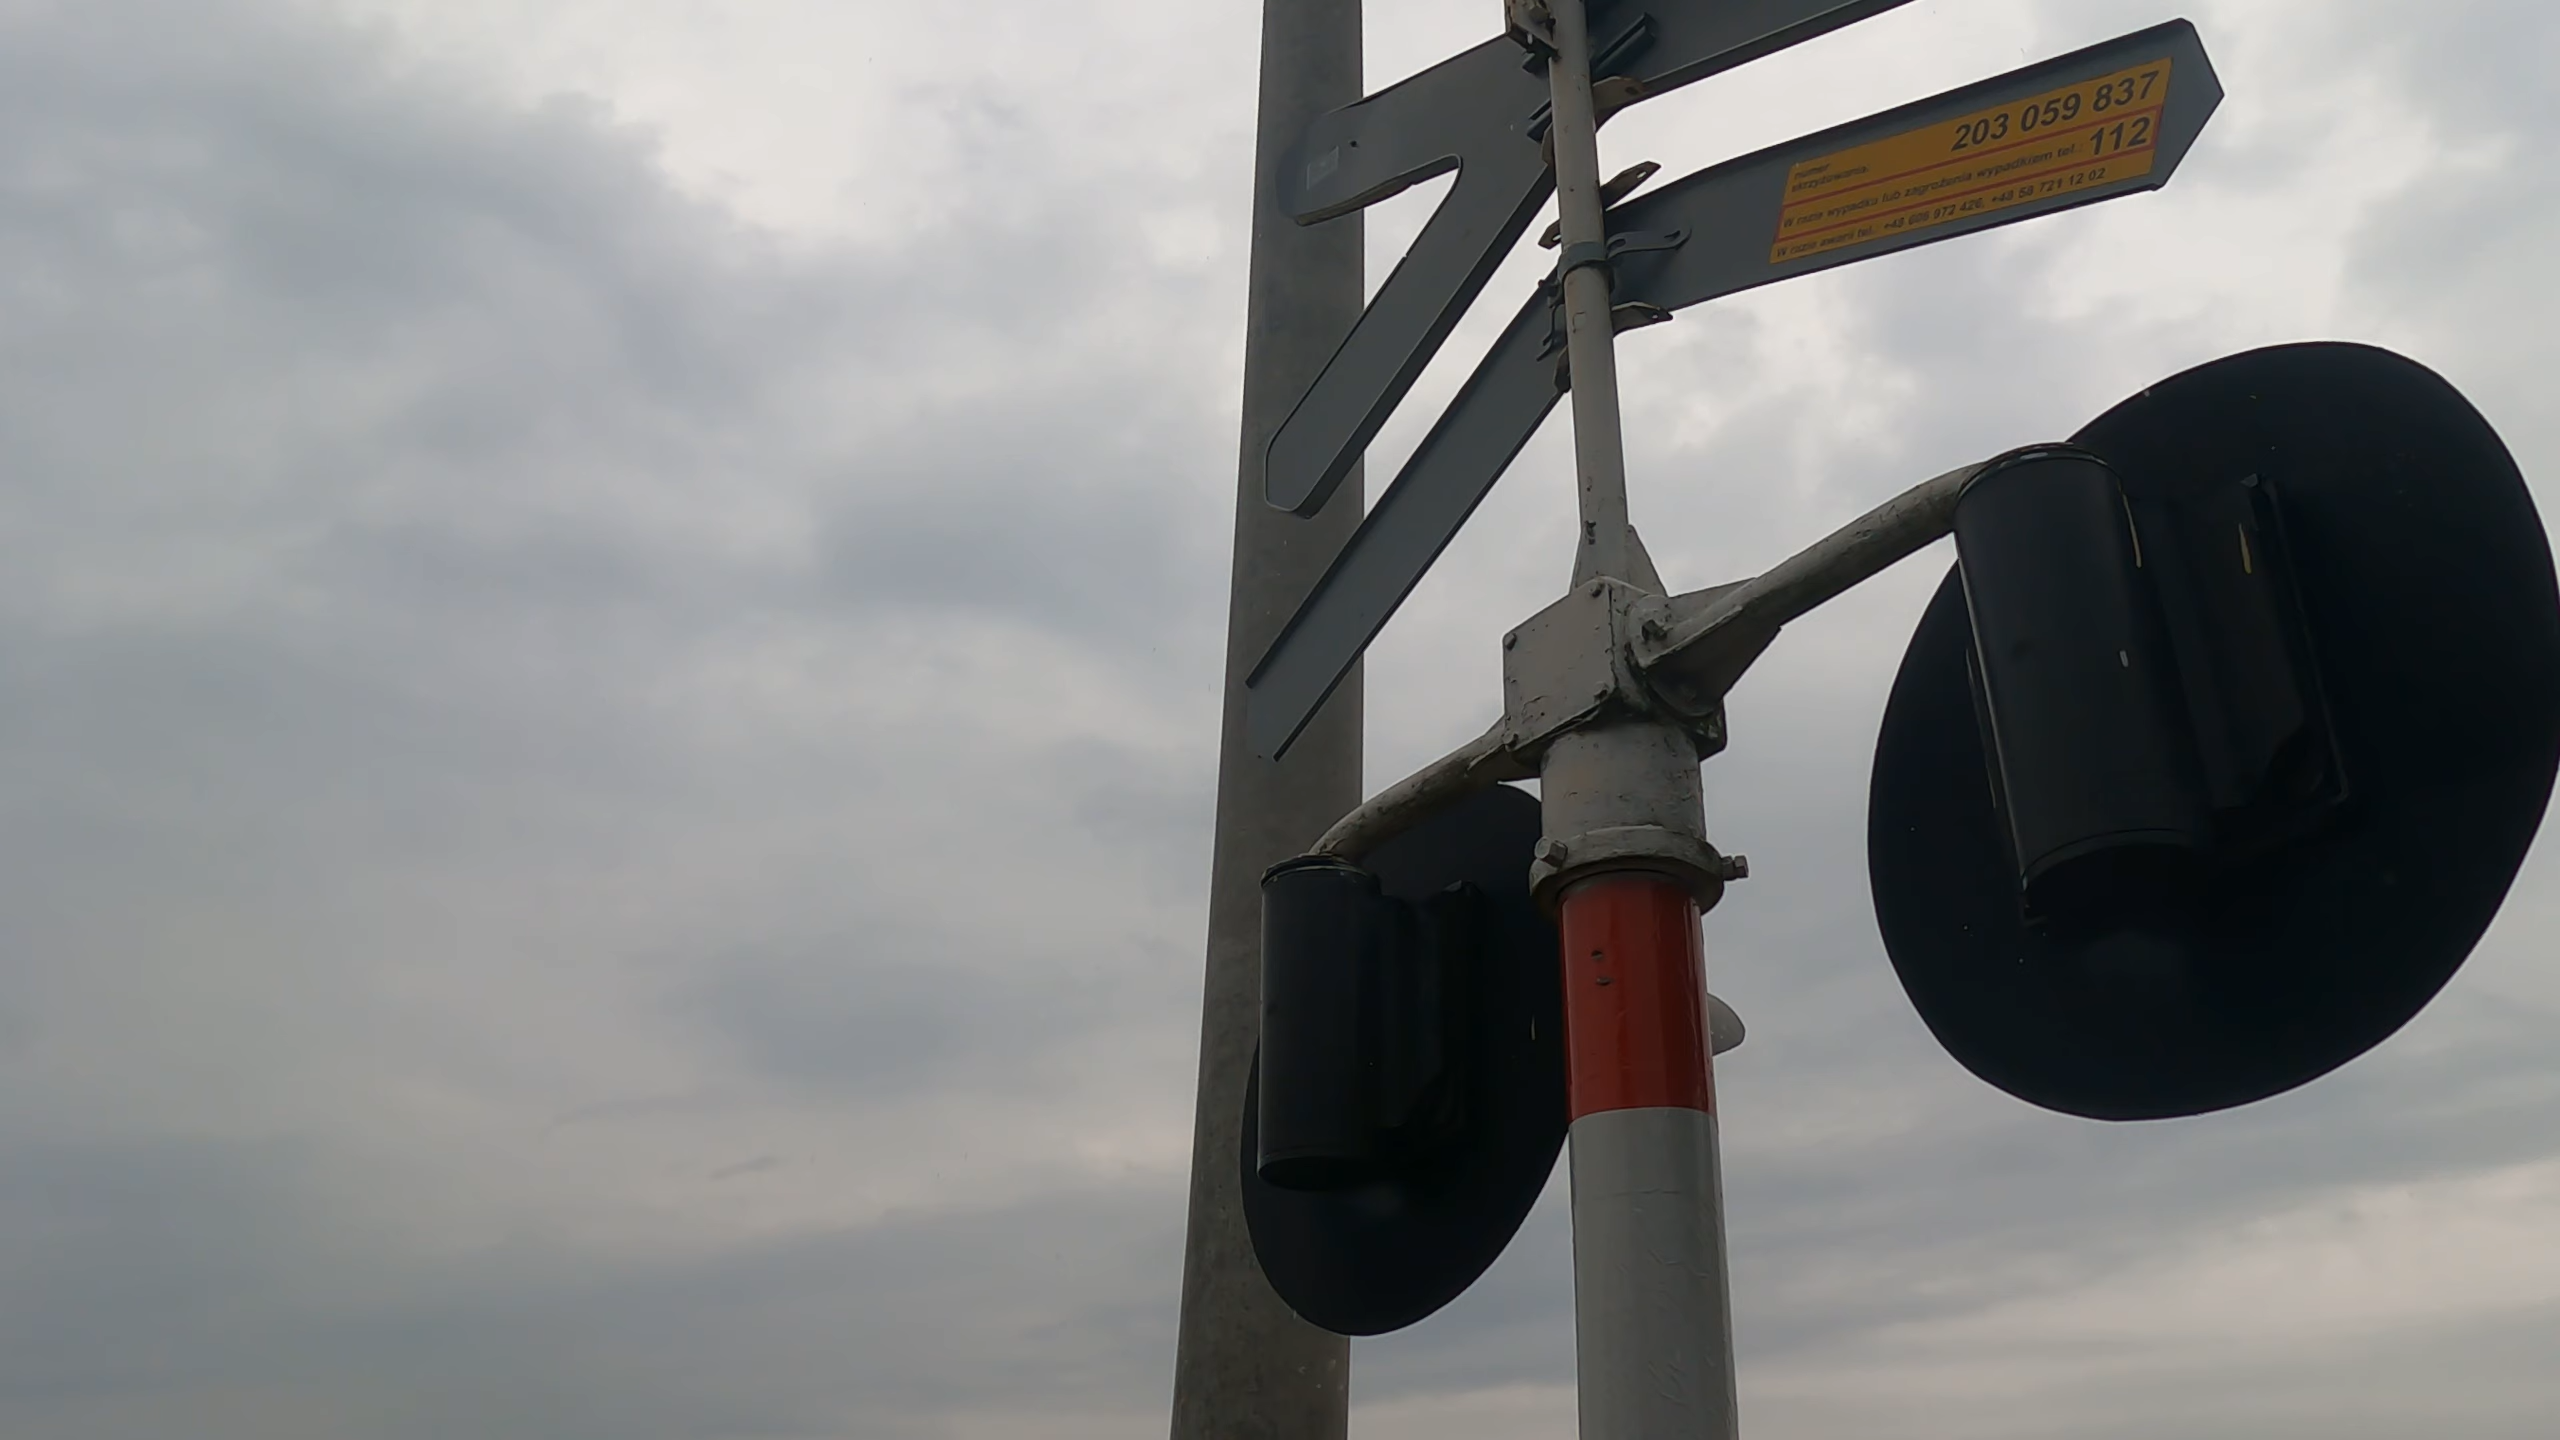 numer 203 059 837
skrzyżowania:
W razie wypadku lub zagrożenia wypadkiem tel.: 112
W razie awarii tel.: +48 606 972 426, +48 58 721 12 02